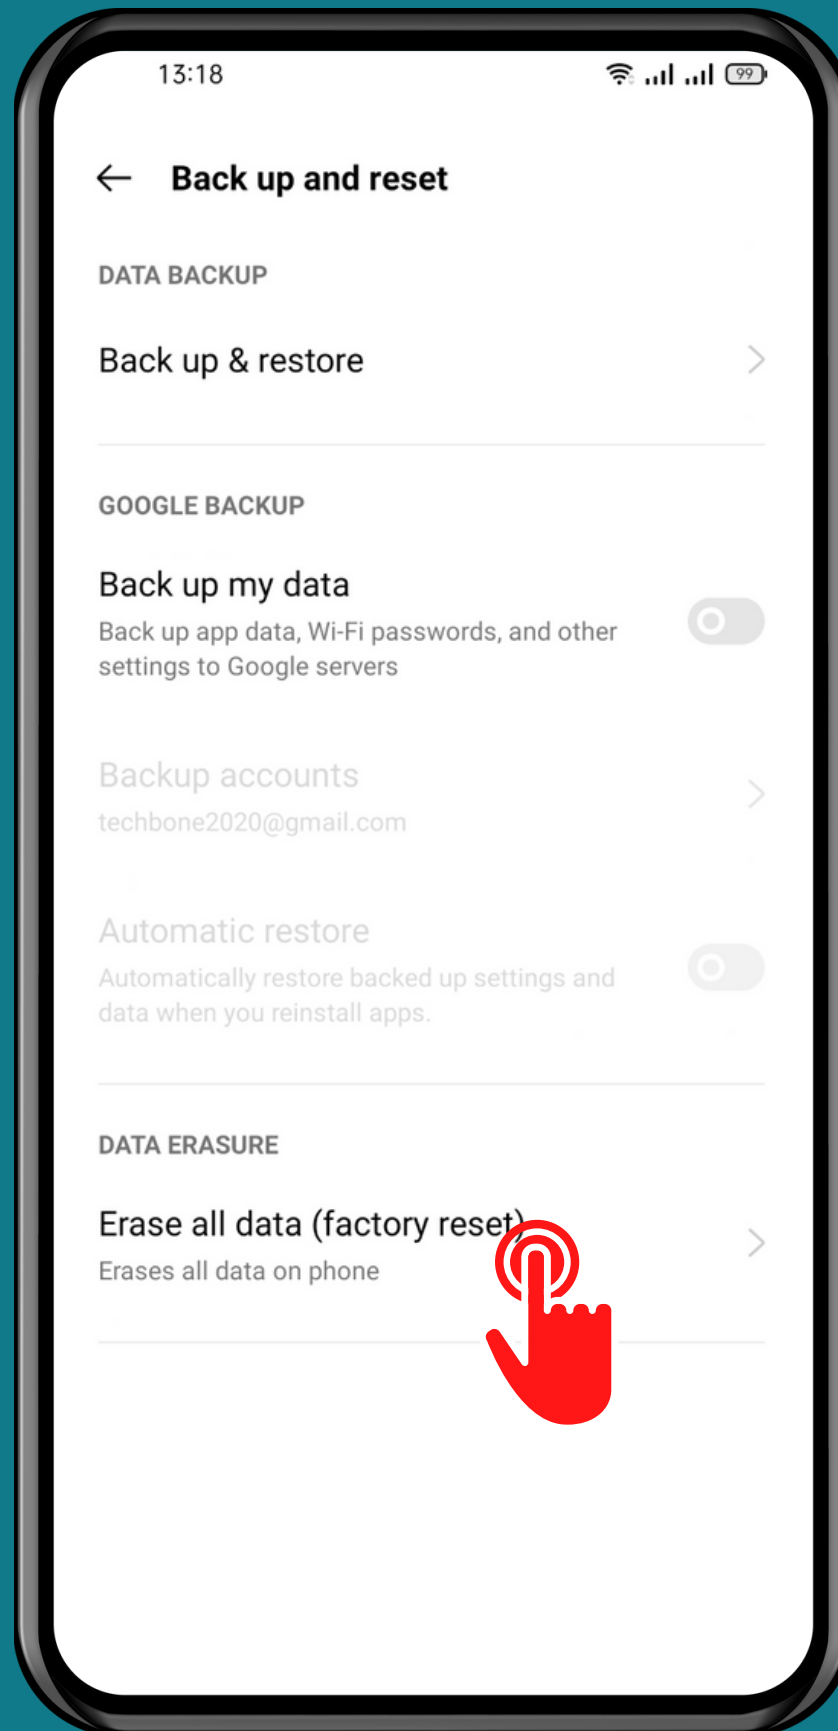 13:18
99
Back up and reset
DATA BACKUP
Back up & restore
GOOGLE BACKUP
Back up my data
Back up app data, Wi-Fi passwords, and other
settings to Google servers
Backup accounts
techbone2020@gmail.com
Automatic restore
Automatically restore backed up settings and
data when you reinstall apps.
DATA ERASURE
Erase all data (factory reset)
Erases all data on phone